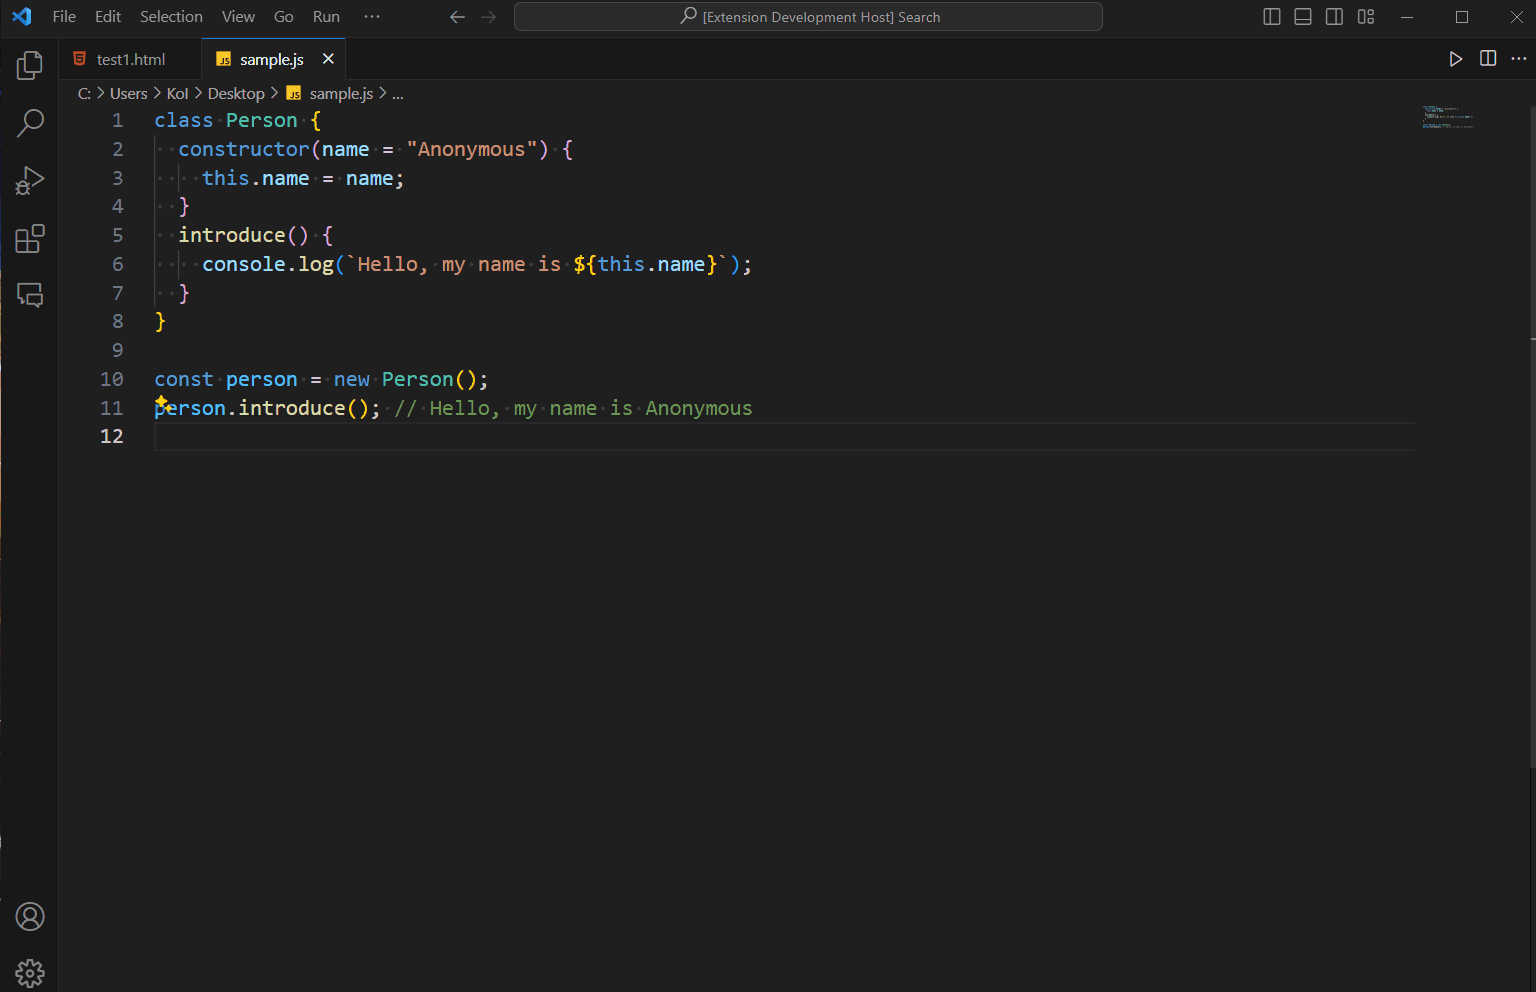 File Edit Selection View Go Run ··· [Extension Development Host] Search
test1.html JS sample.js
C: > Users > Kol > Desktop > JS sample.js > ...
1 class Person {
2 constructor(name = "Anonymous") {
3 this.name = name;
4 }
5 introduce() {
6 console.log(`Hello, my name is ${this.name}`);
7 }
8 }
9
10 const person = new Person();
11 person.introduce(); // Hello, my name is Anonymous
12